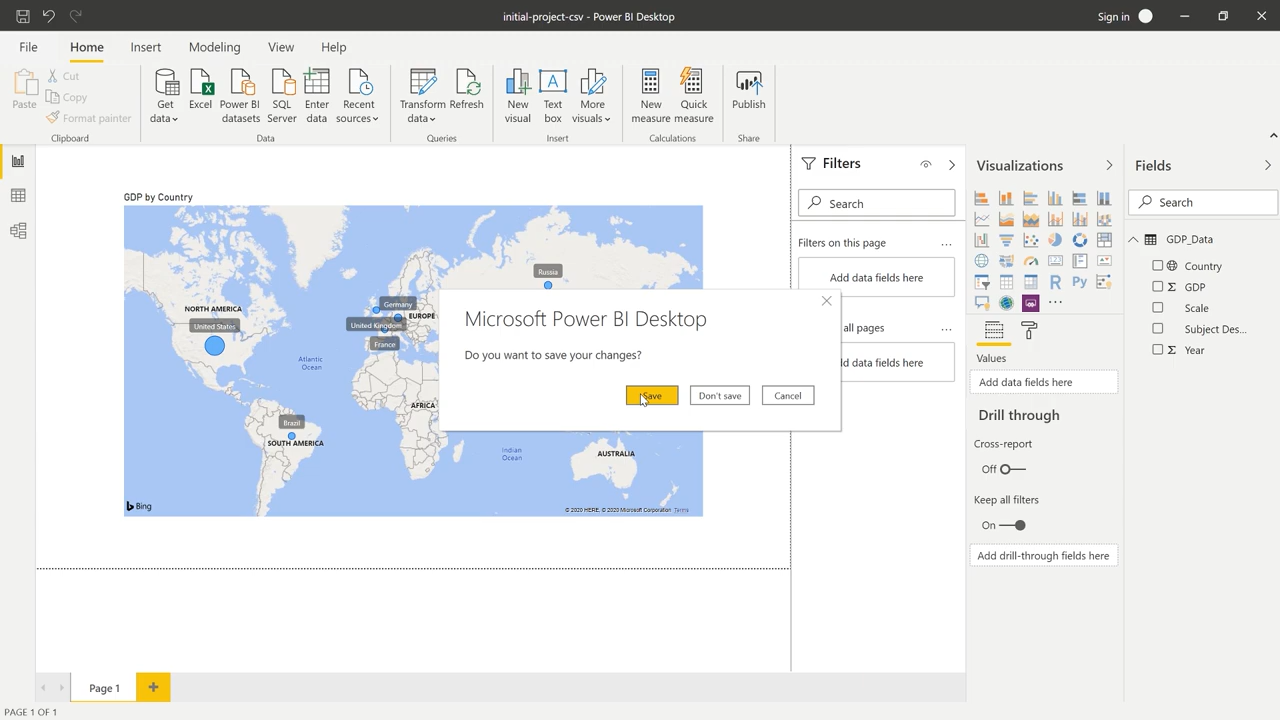 initial-project-csv - Power BI Desktop
Sign in
File
Home
Insert
Modeling
View
Help
Paste
Cut
Copy
Format painter
Get data
Excel
Power BI datasets
SQL Server
Enter data
Recent sources
Transform data
Refresh
New visual
Text box
More visuals
New measure
Quick measure
Publish
Clipboard
Data
Queries
Insert
Calculations
Share
GDP by Country
NORTH AMERICA
United States
Atlantic
Ocean
Russia
Germany
EUROPE
United Kingdom
France
AFRICA
Brazil
SOUTH AMERICA
Indian
Ocean
AUSTRALIA
Bing
© 2020 HERE, © 2020 Microsoft Corporation Terms
Microsoft Power BI Desktop
Do you want to save your changes?
Save
Don't save
Cancel
Filters
Search
Filters on this page
...
Add data fields here
all pages
...
data fields here
Visualizations
R
Py
...
Values
Add data fields here
Drill through
Cross-report
Off
Keep all filters
On
Add drill-through fields here
Fields
Search
GDP_Data
Country
Σ GDP
Scale
Subject Des...
Σ Year
Page 1
PAGE 1 OF 1